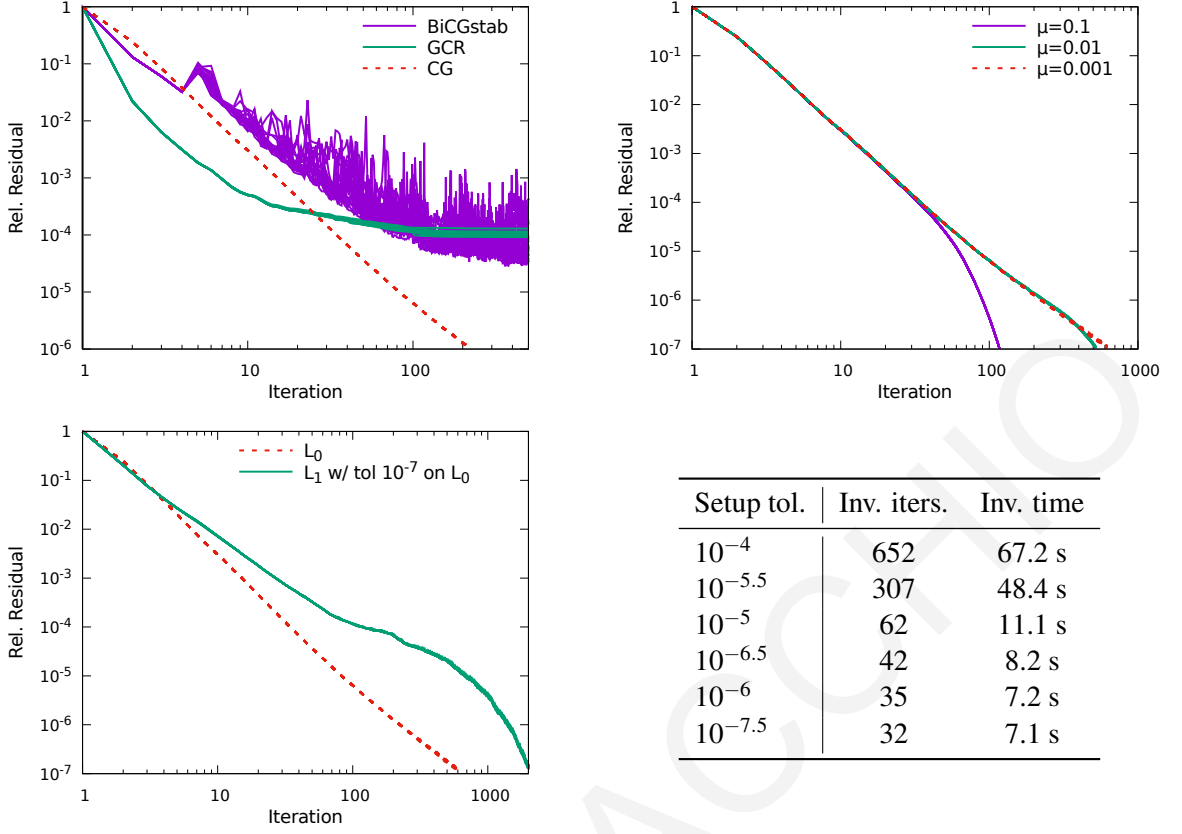 1
10-1
10-2
10-3
10-4
10-5
10-6
1 10 100
Rel. Residual
Iteration
BiCGstab
GCR
CG
1
10-1
10-2
10-3
10-4
10-5
10-6
10-7
1 10 100 1000
Rel. Residual
Iteration
μ=0.1
μ=0.01
μ=0.001
1
10-1
10-2
10-3
10-4
10-5
10-6
10-7
1 10 100 1000
Rel. Residual
Iteration
L0
L1 w/ tol 10-7 on L0
Setup tol. Inv. iters. Inv. time
10−4 652 67.2 s
10−5.5 307 48.4 s
10−5 62 11.1 s
10−6.5 42 8.2 s
10−6 35 7.2 s
10−7.5 32 7.1 s
ACCHIO